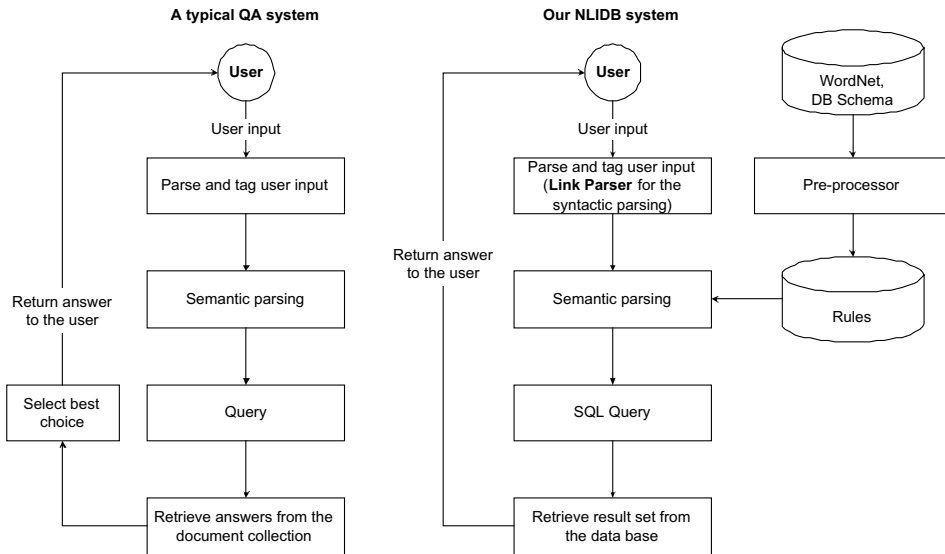 A typical QA system
User
User input
Parse and tag user input
Semantic parsing
Return answer
to the user
Select best
choice
Query
Retrieve answers from the
document collection
Our NLIDB system
User
User input
Parse and tag user input
(Link Parser for the
syntactic parsing)
Return answer
to the user
Semantic parsing
SQL Query
Retrieve result set from
the data base
WordNet,
DB Schema
Pre-processor
Rules